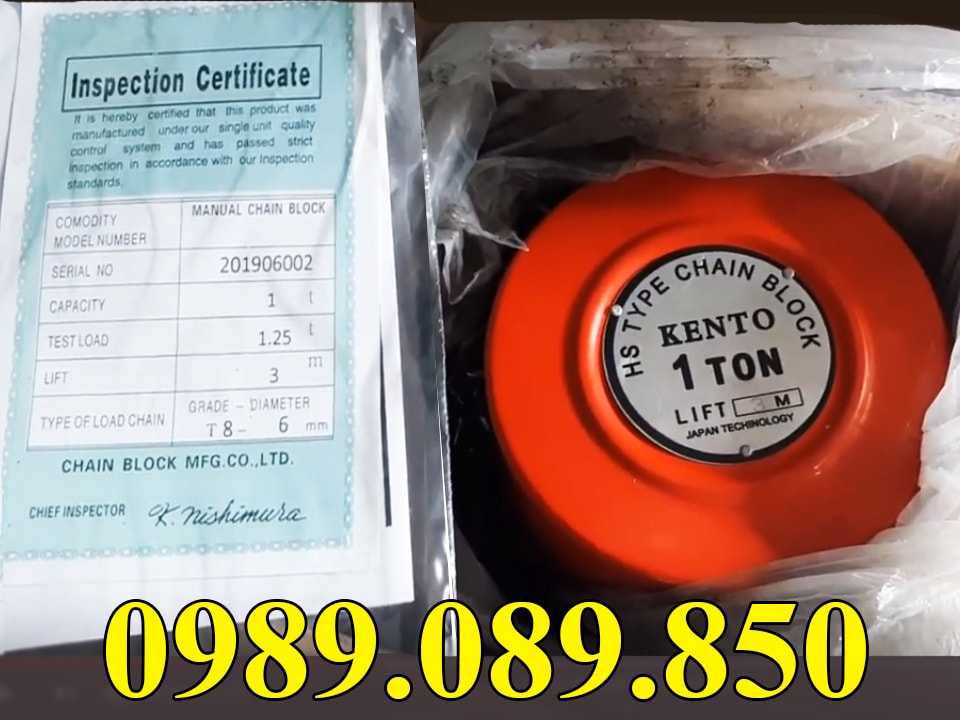 Inspection Certificate
It is hereby certified that this product was
manufactured under our single unit quality
control system and has passed strict
inspection in accordance with our Inspection
standards.
COMODITY
MODEL NUMBER
MANUAL CHAIN BLOCK
SERIAL NO
201906002
CAPACITY
1 t
TEST LOAD
1.25 t
LIFT
3 m
TYPE OF LOAD CHAIN
GRADE - DIAMETER
T 8 - 6 mm
CHAIN BLOCK MFG.CO.,LTD.
CHIEF INSPECTOR K. Nishimura
HS TYPE CHAIN BLOCK
KENTO
1 TON
LIFT 3 M
JAPAN TECHINOLOGY
0989.089.850